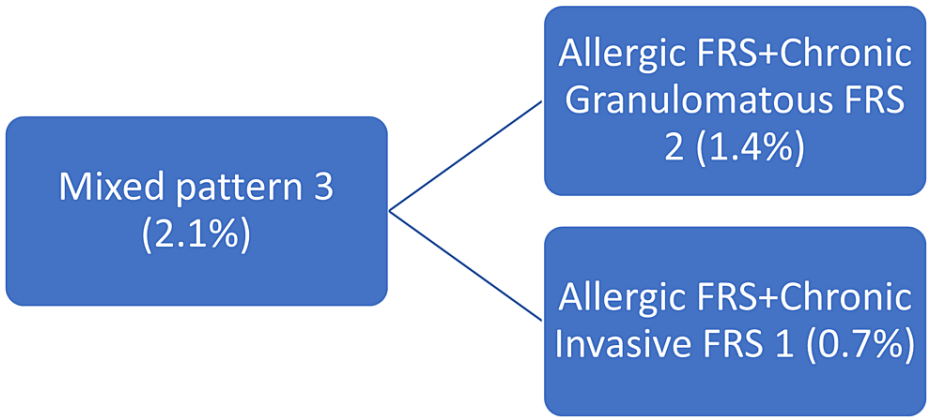 Mixed pattern 3
(2.1%)
Allergic FRS+Chronic
Granulomatous FRS
2 (1.4%)
Allergic FRS+Chronic
Invasive FRS 1 (0.7%)